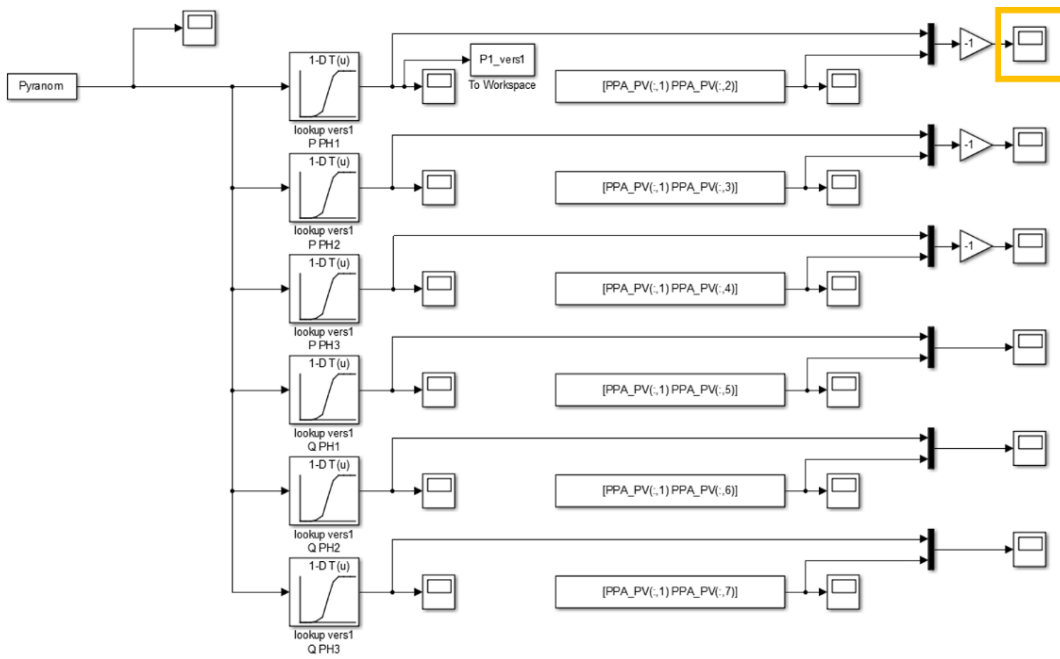 1-D T(u)
P1_vers1
To Workspace
-1
Pyranom
[PPA_PV(:,1) PPA_PV(:,2)]
lookup vers1
P PH1
1-D T(u)
-1
[PPA_PV(:,1) PPA_PV(:,3)]
lookup vers1
P PH2
1-D T(u)
-1
[PPA_PV(:,1) PPA_PV(:,4)]
lookup vers1
P PH3
1-D T(u)
[PPA_PV(:,1) PPA_PV(:,5)]
lookup vers1
Q PH1
1-D T(u)
[PPA_PV(:,1) PPA_PV(:,6)]
lookup vers1
Q PH2
1-D T(u)
[PPA_PV(:,1) PPA_PV(:,7)]
lookup vers1
Q PH3